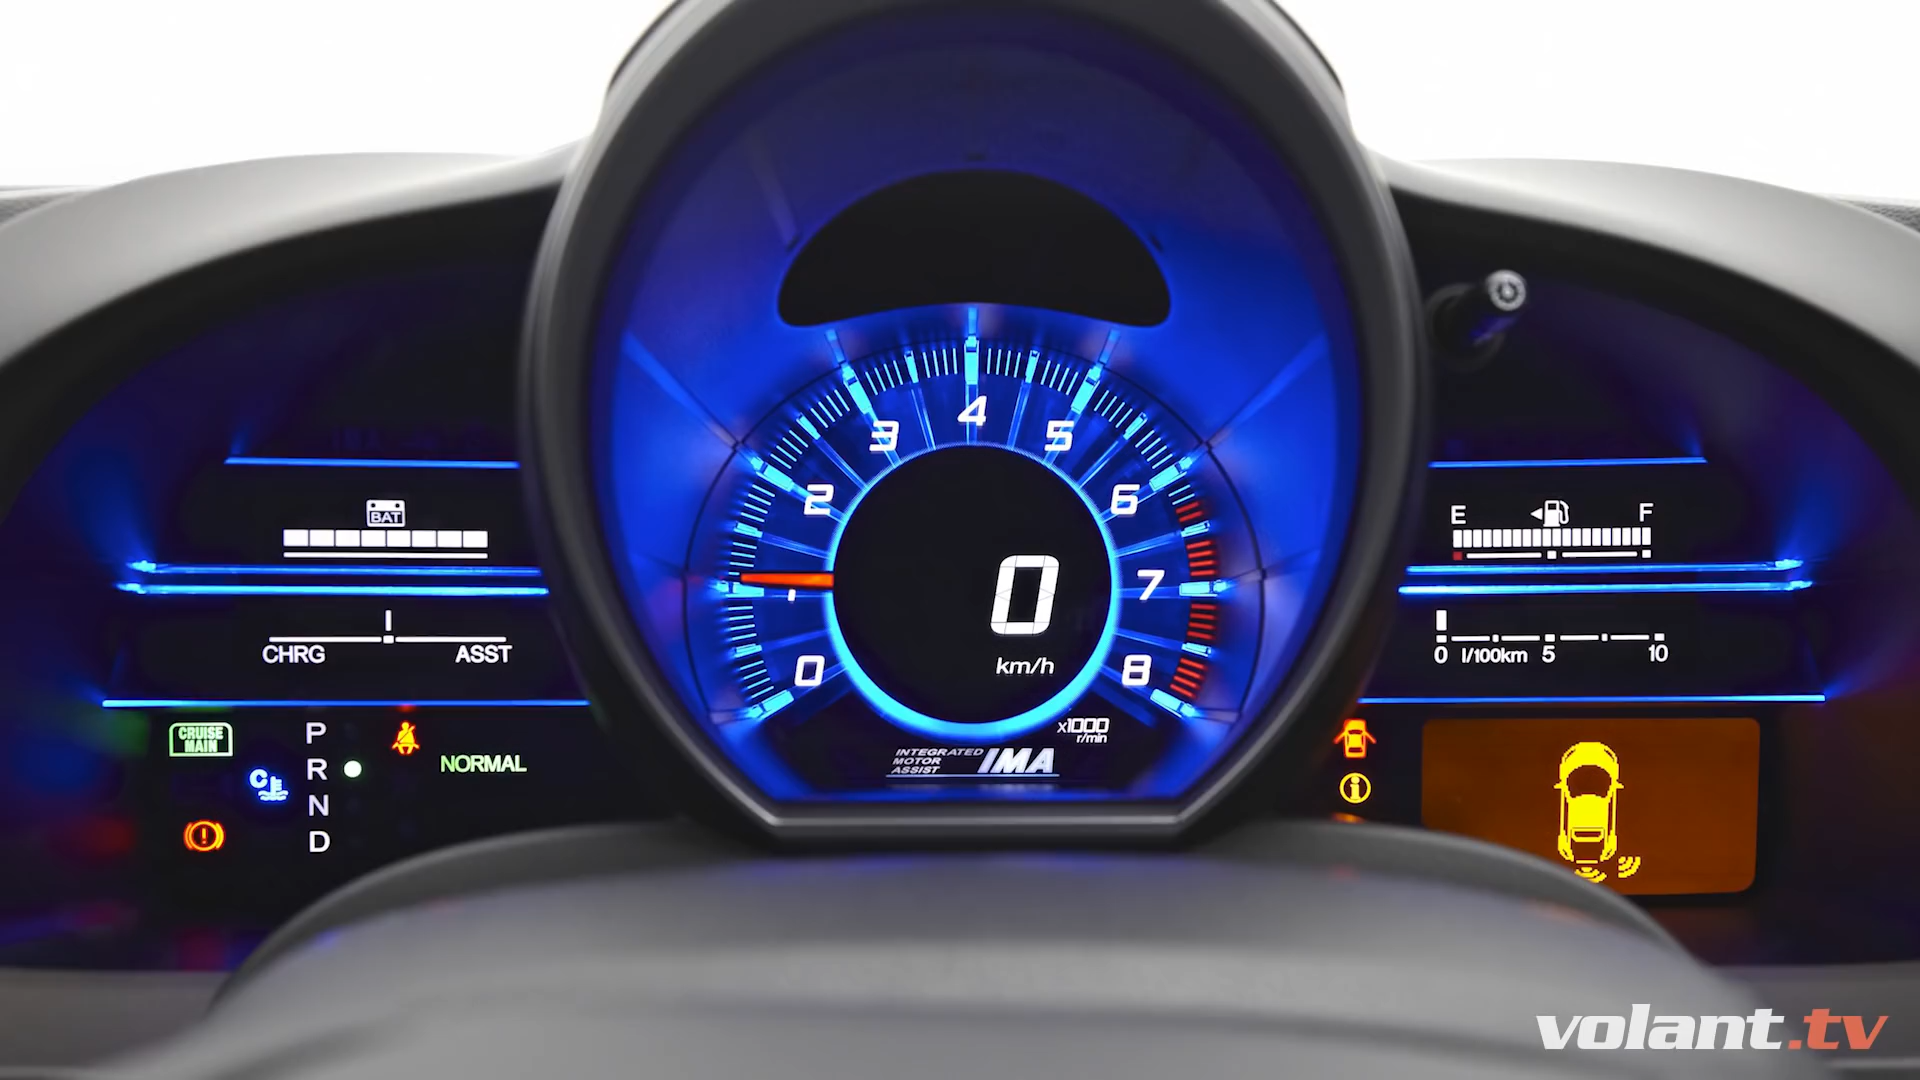 4
3
5
2
6
BAT
E
F
1
7
0
km/h
0
8
CHRG
ASST
0 l/100km 5 10
x1000
r/min
CRUISE
MAIN
P
R
N
D
NORMAL
INTEGRATED
MOTOR
ASSIST
IMA
C
E
volant.tv